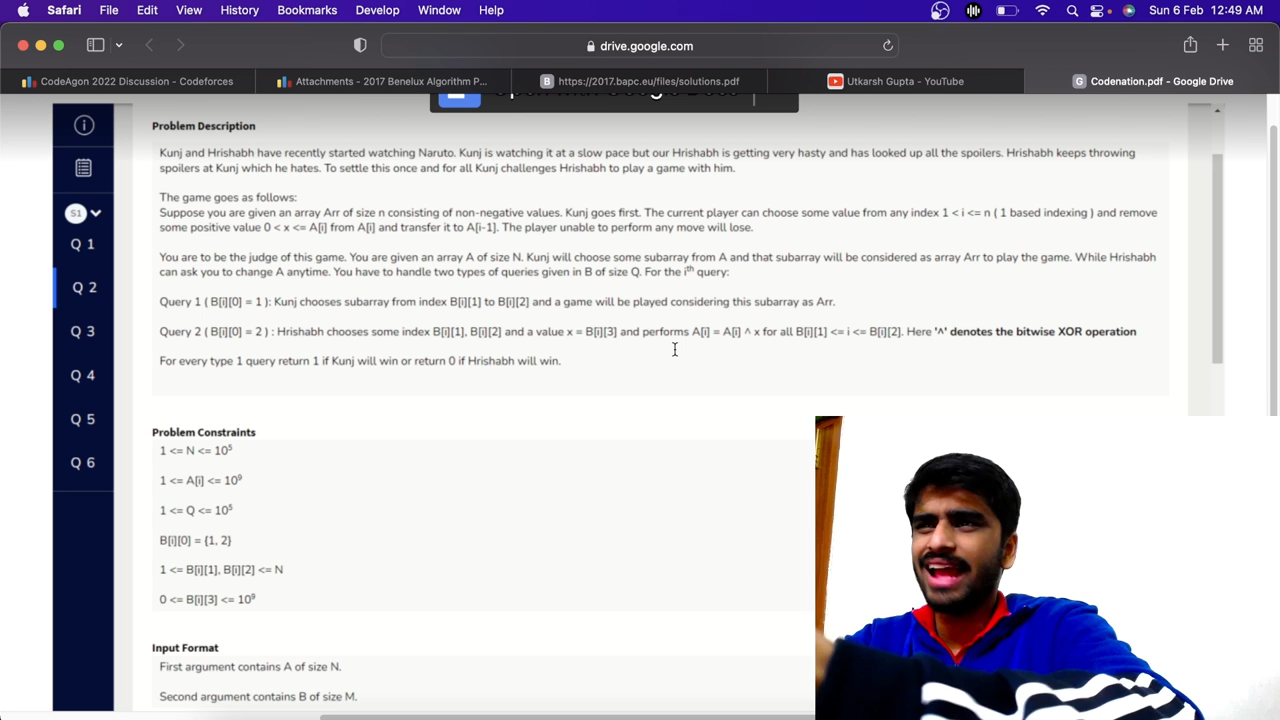 Safari File Edit View History Bookmarks Develop Window Help Sun 6 Feb 12:49 AM
drive.google.com
CodeAgon 2022 Discussion - Codeforces Attachments - 2017 Benelux Algorithm P... B https://2017.bapc.eu/files/solutions.pdf Utkarsh Gupta - YouTube G Codenation.pdf - Google Drive
Problem Description
Kunj and Hrishabh have recently started watching Naruto. Kunj is watching it at a slow pace but our Hrishabh is getting very hasty and has looked up all the spoilers. Hrishabh keeps throwing
spoilers at Kunj which he hates. To settle this once and for all Kunj challenges Hrishabh to play a game with him.
The game goes as follows:
Suppose you are given an array Arr of size n consisting of non-negative values. Kunj goes first. The current player can choose some value from any index 1 < i <= n ( 1 based indexing ) and remove
some positive value 0 < x <= A[i] from A[i] and transfer it to A[i-1]. The player unable to perform any move will lose.
You are to be the judge of this game. You are given an array A of size N. Kunj will choose some subarray from A and that subarray will be considered as array Arr to play the game. While Hrishabh
can ask you to change A anytime. You have to handle two types of queries given in B of size Q. For the ith query:
Query 1 ( B[i][0] = 1 ): Kunj chooses subarray from index B[i][1] to B[i][2] and a game will be played considering this subarray as Arr.
Query 2 ( B[i][0] = 2 ) : Hrishabh chooses some index B[i][1], B[i][2] and a value x = B[i][3] and performs A[i] = A[i] ^ x for all B[i][1] <= i <= B[i][2]. Here '^' denotes the bitwise XOR operation
For every type 1 query return 1 if Kunj will win or return 0 if Hrishabh will win.
S1
Q 1
Q 2
Q 3
Q 4
Q 5
Q 6
Problem Constraints
1 <= N <= 10⁵
1 <= A[i] <= 10⁹
1 <= Q <= 10⁵
B[i][0] = {1, 2}
1 <= B[i][1], B[i][2] <= N
0 <= B[i][3] <= 10⁹
Input Format
First argument contains A of size N.
Second argument contains B of size M.